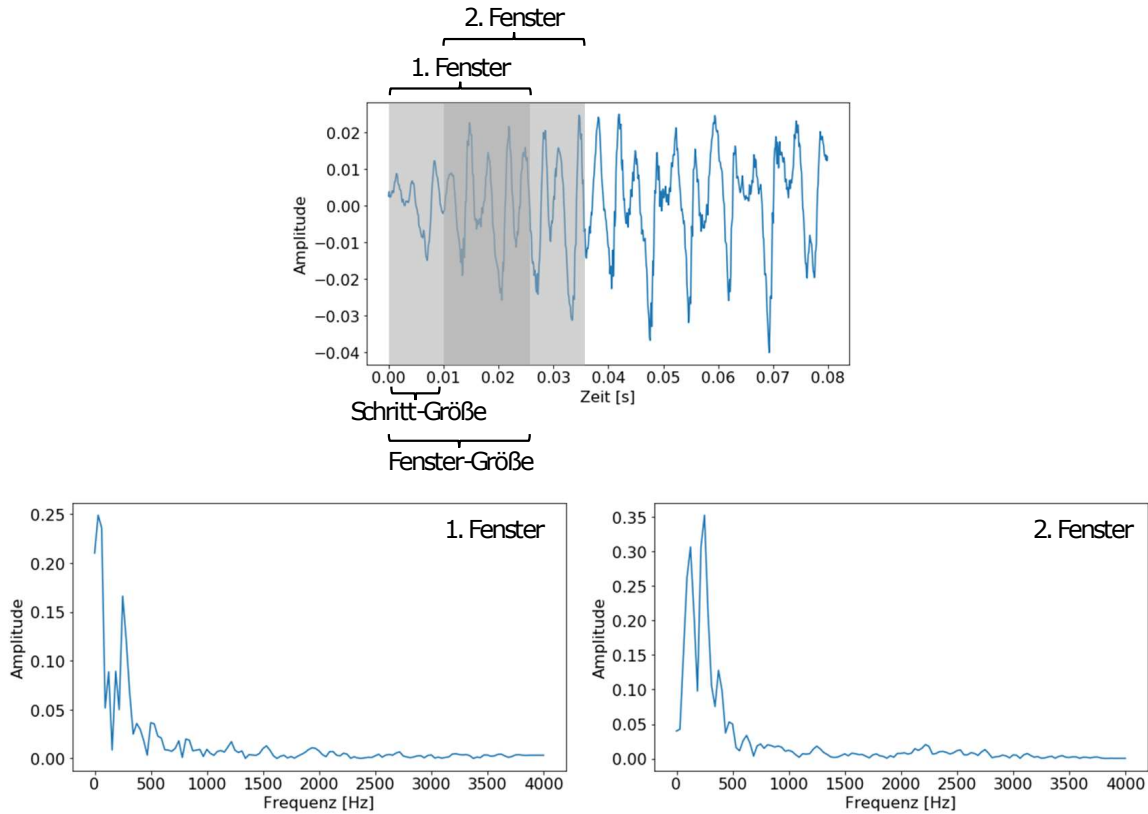 2. Fenster
1. Fenster
0.02
0.01
0.00
−0.01
−0.02
−0.03
−0.04
Amplitude
0.00 0.01 0.02 0.03 0.04 0.05 0.06 0.07 0.08
Zeit [s]
Schritt-Größe
Fenster-Größe
1. Fenster
0.25
0.20
0.15
0.10
0.05
0.00
Amplitude
0 500 1000 1500 2000 2500 3000 3500 4000
Frequenz [Hz]
2. Fenster
0.35
0.30
0.25
0.20
0.15
0.10
0.05
0.00
Amplitude
0 500 1000 1500 2000 2500 3000 3500 4000
Frequenz [Hz]